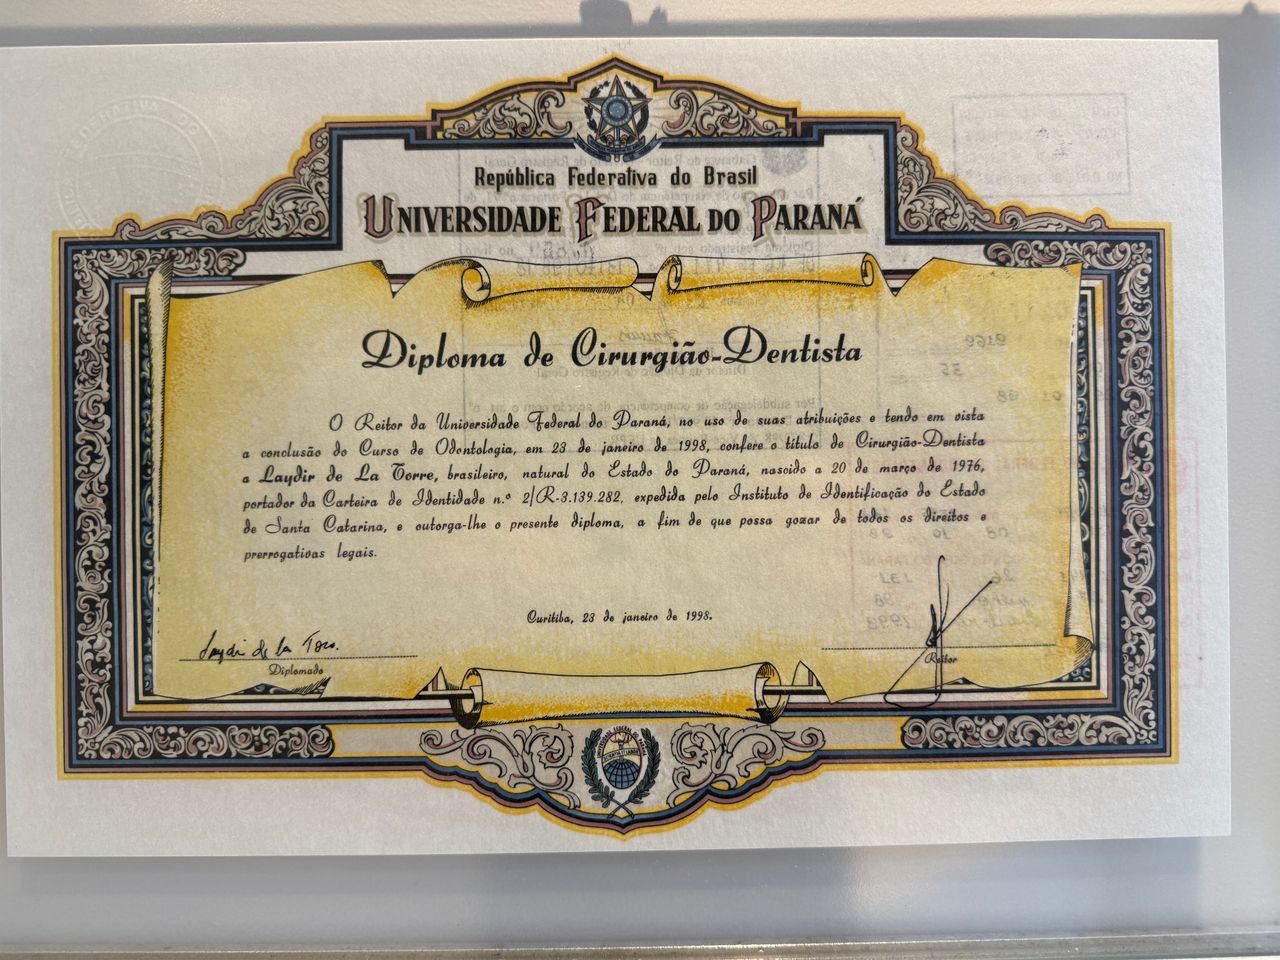 República Federativa do Brasil
UNIVERSIDADE FEDERAL DO PARANÁ
Diploma de Cirurgião-Dentista
O Reitor da Universidade Federal do Paraná, no uso de suas atribuições e tendo em vista
a conclusão do Curso de Odontologia, em 23 de janeiro de 1998, confere o título de Cirurgião-Dentista
a Laydir de La Torre, brasileiro, natural do Estado do Paraná, nascido a 20 de março de 1976,
portador da Carteira de Identidade n.º 2/R-3.139.282, expedida pelo Instituto de Identificação do Estado
de Santa Catarina, e outorga-lhe o presente diploma, a fim de que possa gozar de todos os direitos e
prerrogativas legais.
Curitiba, 23 de janeiro de 1998.
Diplomado
Reitor